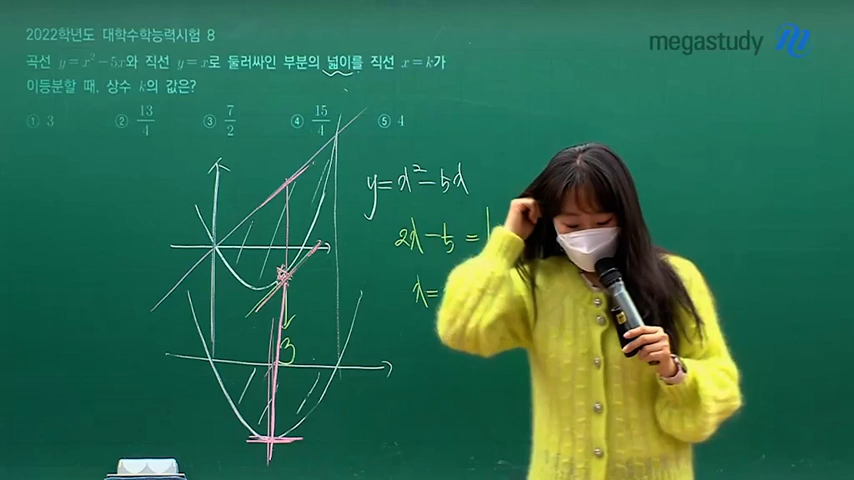 2022학년도 대학수학능력시험 8
megastudy
곡선 y=x²-5x와 직선 y=x로 둘러싸인 부분의 넓이를 직선 x=k가
이등분할 때, 상수 k의 값은?
① 3 ② 13/4 ③ 7/2 ④ 15/4 ⑤ 4
y=x²-5x
2x-5=1
x=
3